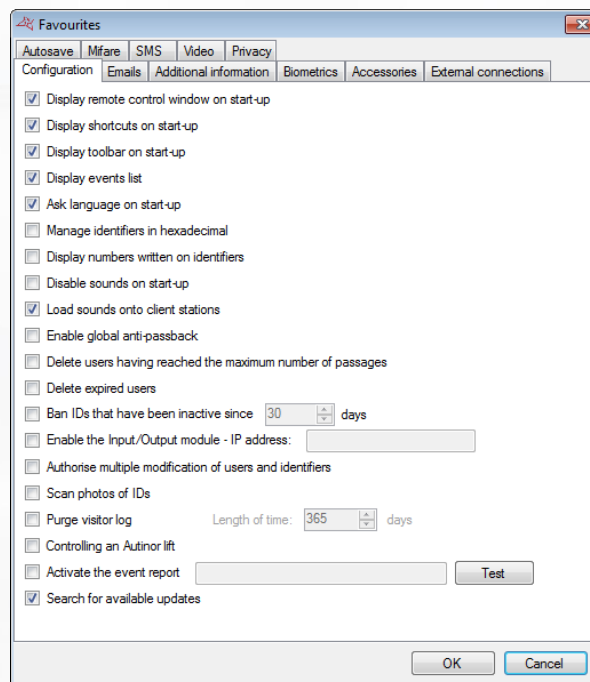 Favourites
Autosave Mifare SMS Video Privacy
Configuration Emails Additional information Biometrics Accessories External connections
Display remote control window on start-up
Display shortcuts on start-up
Display toolbar on start-up
Display events list
Ask language on start-up
Manage identifiers in hexadecimal
Display numbers written on identifiers
Disable sounds on start-up
Load sounds onto client stations
Enable global anti-passback
Delete users having reached the maximum number of passages
Delete expired users
Ban IDs that have been inactive since 30 days
Enable the Input/Output module - IP address:
Authorise multiple modification of users and identifiers
Scan photos of IDs
Purge visitor log Length of time: 365 days
Controlling an Autinor lift
Activate the event report Test
Search for available updates
OK Cancel